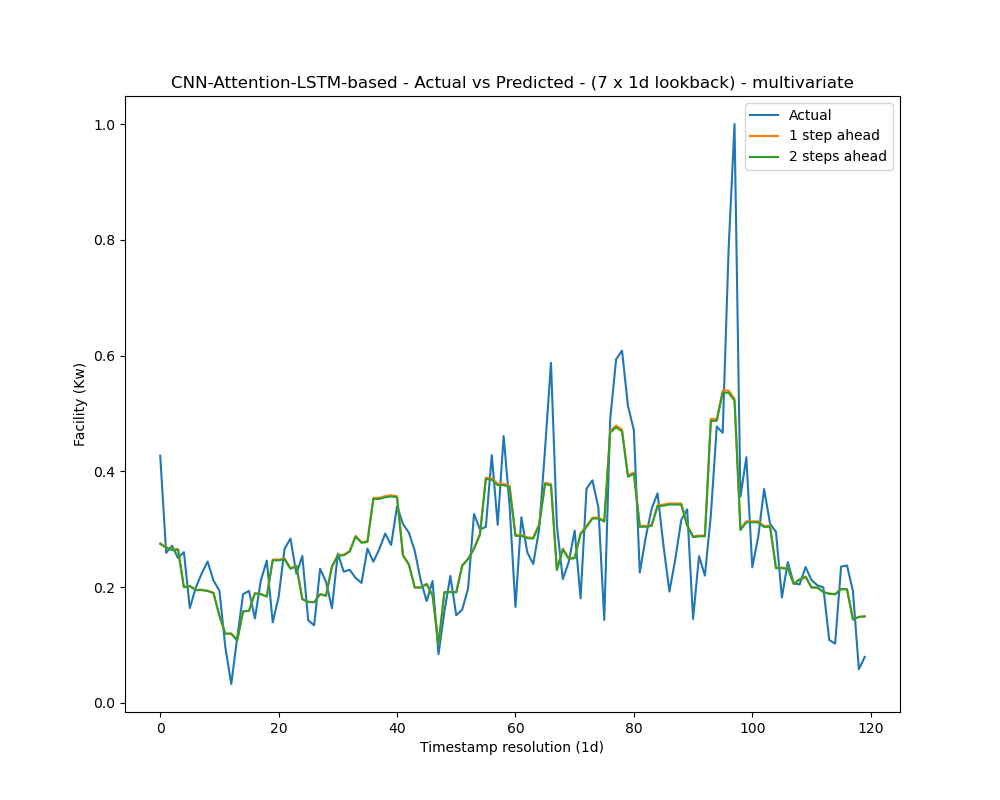 CNN-Attention-LSTM-based - Actual vs Predicted - (7 x 1d lookback) - multivariate
Actual
1 step ahead
2 steps ahead
1.0
0.8
0.6
0.4
0.2
0.0
Facility (Kw)
0 20 40 60 80 100 120
Timestamp resolution (1d)